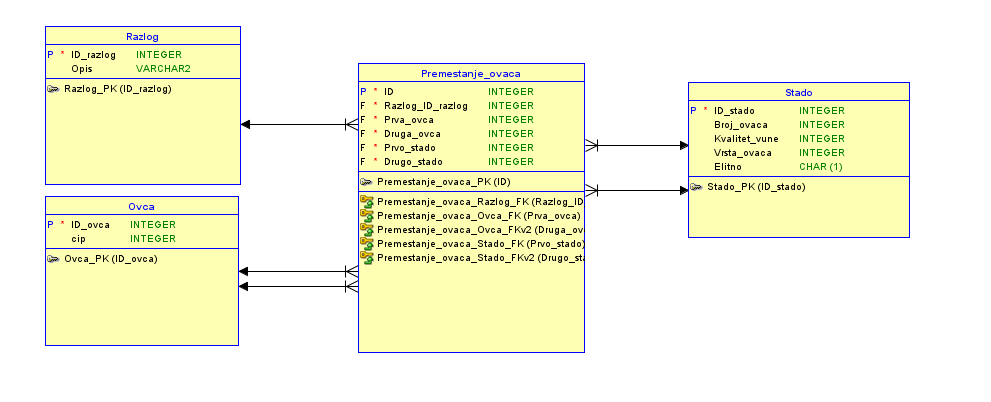 Razlog
P * ID_razlog INTEGER
Opis VARCHAR2
Razlog_PK (ID_razlog)
Ovca
P * ID_ovca INTEGER
cip INTEGER
Ovca_PK (ID_ovca)
Premestanje_ovaca
P * ID INTEGER
F * Razlog_ID_razlog INTEGER
F * Prva_ovca INTEGER
F * Druga_ovca INTEGER
F * Prvo_stado INTEGER
F * Drugo_stado INTEGER
Premestanje_ovaca_PK (ID)
Premestanje_ovaca_Razlog_FK (Razlog_ID
Premestanje_ovaca_Ovca_FK (Prva_ovca)
Premestanje_ovaca_Ovca_FKv2 (Druga_ov
Premestanje_ovaca_Stado_FK (Prvo_stado)
Premestanje_ovaca_Stado_FKv2 (Drugo_sta
Stado
P * ID_stado INTEGER
Broj_ovaca INTEGER
Kvalitet_vune INTEGER
Vrsta_ovaca INTEGER
Elitno CHAR (1)
Stado_PK (ID_stado)